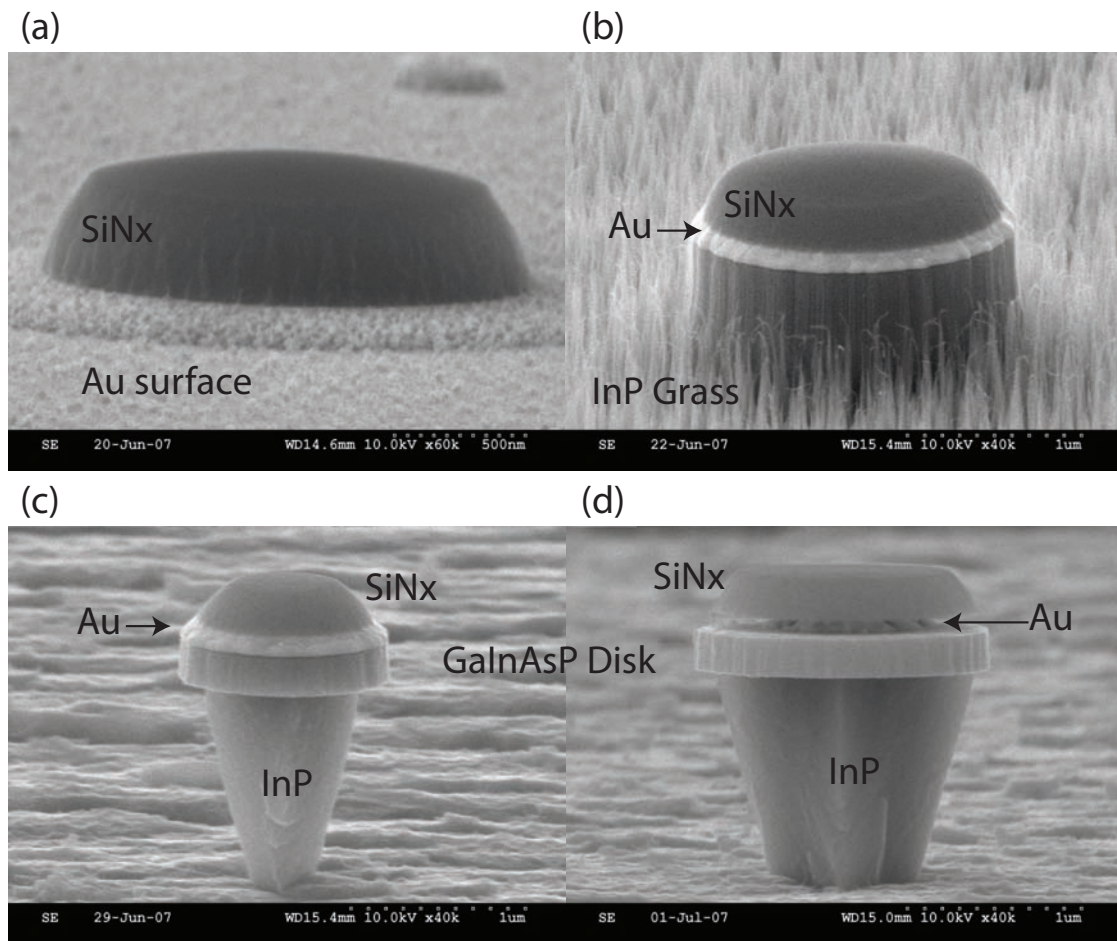 (a)
(b)
SiNx
Au surface
SE 20-Jun-07 WD14.6mm 10.0kV x60k 500nm
SiNx
Au
InP Grass
SE 22-Jun-07 WD15.4mm 10.0kV x40k 1um
(c)
(d)
SiNx
Au
GaInAsP Disk
InP
SE 29-Jun-07 WD15.4mm 10.0kV x40k 1um
SiNx
Au
InP
SE 01-Jul-07 WD15.0mm 10.0kV x40k 1um